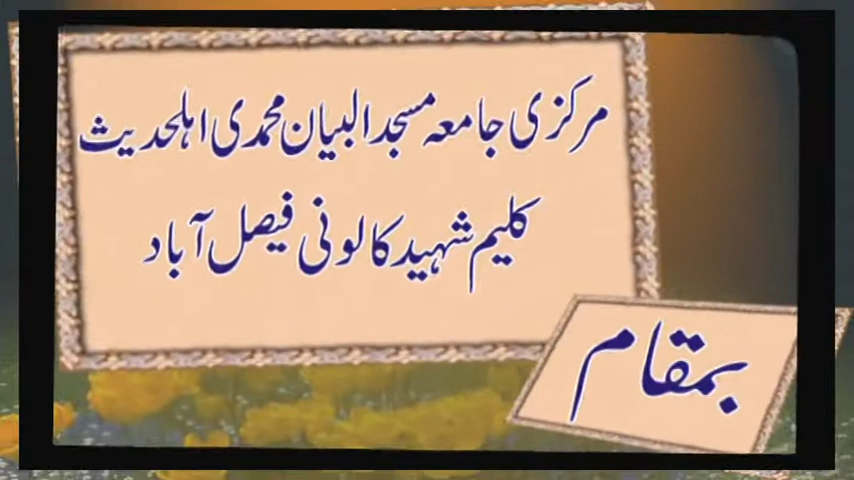 مرکزی جامعہ مسجد البیان محمدی اہلحدیث
کلیم شہید کالونی فیصل آباد
بمقام